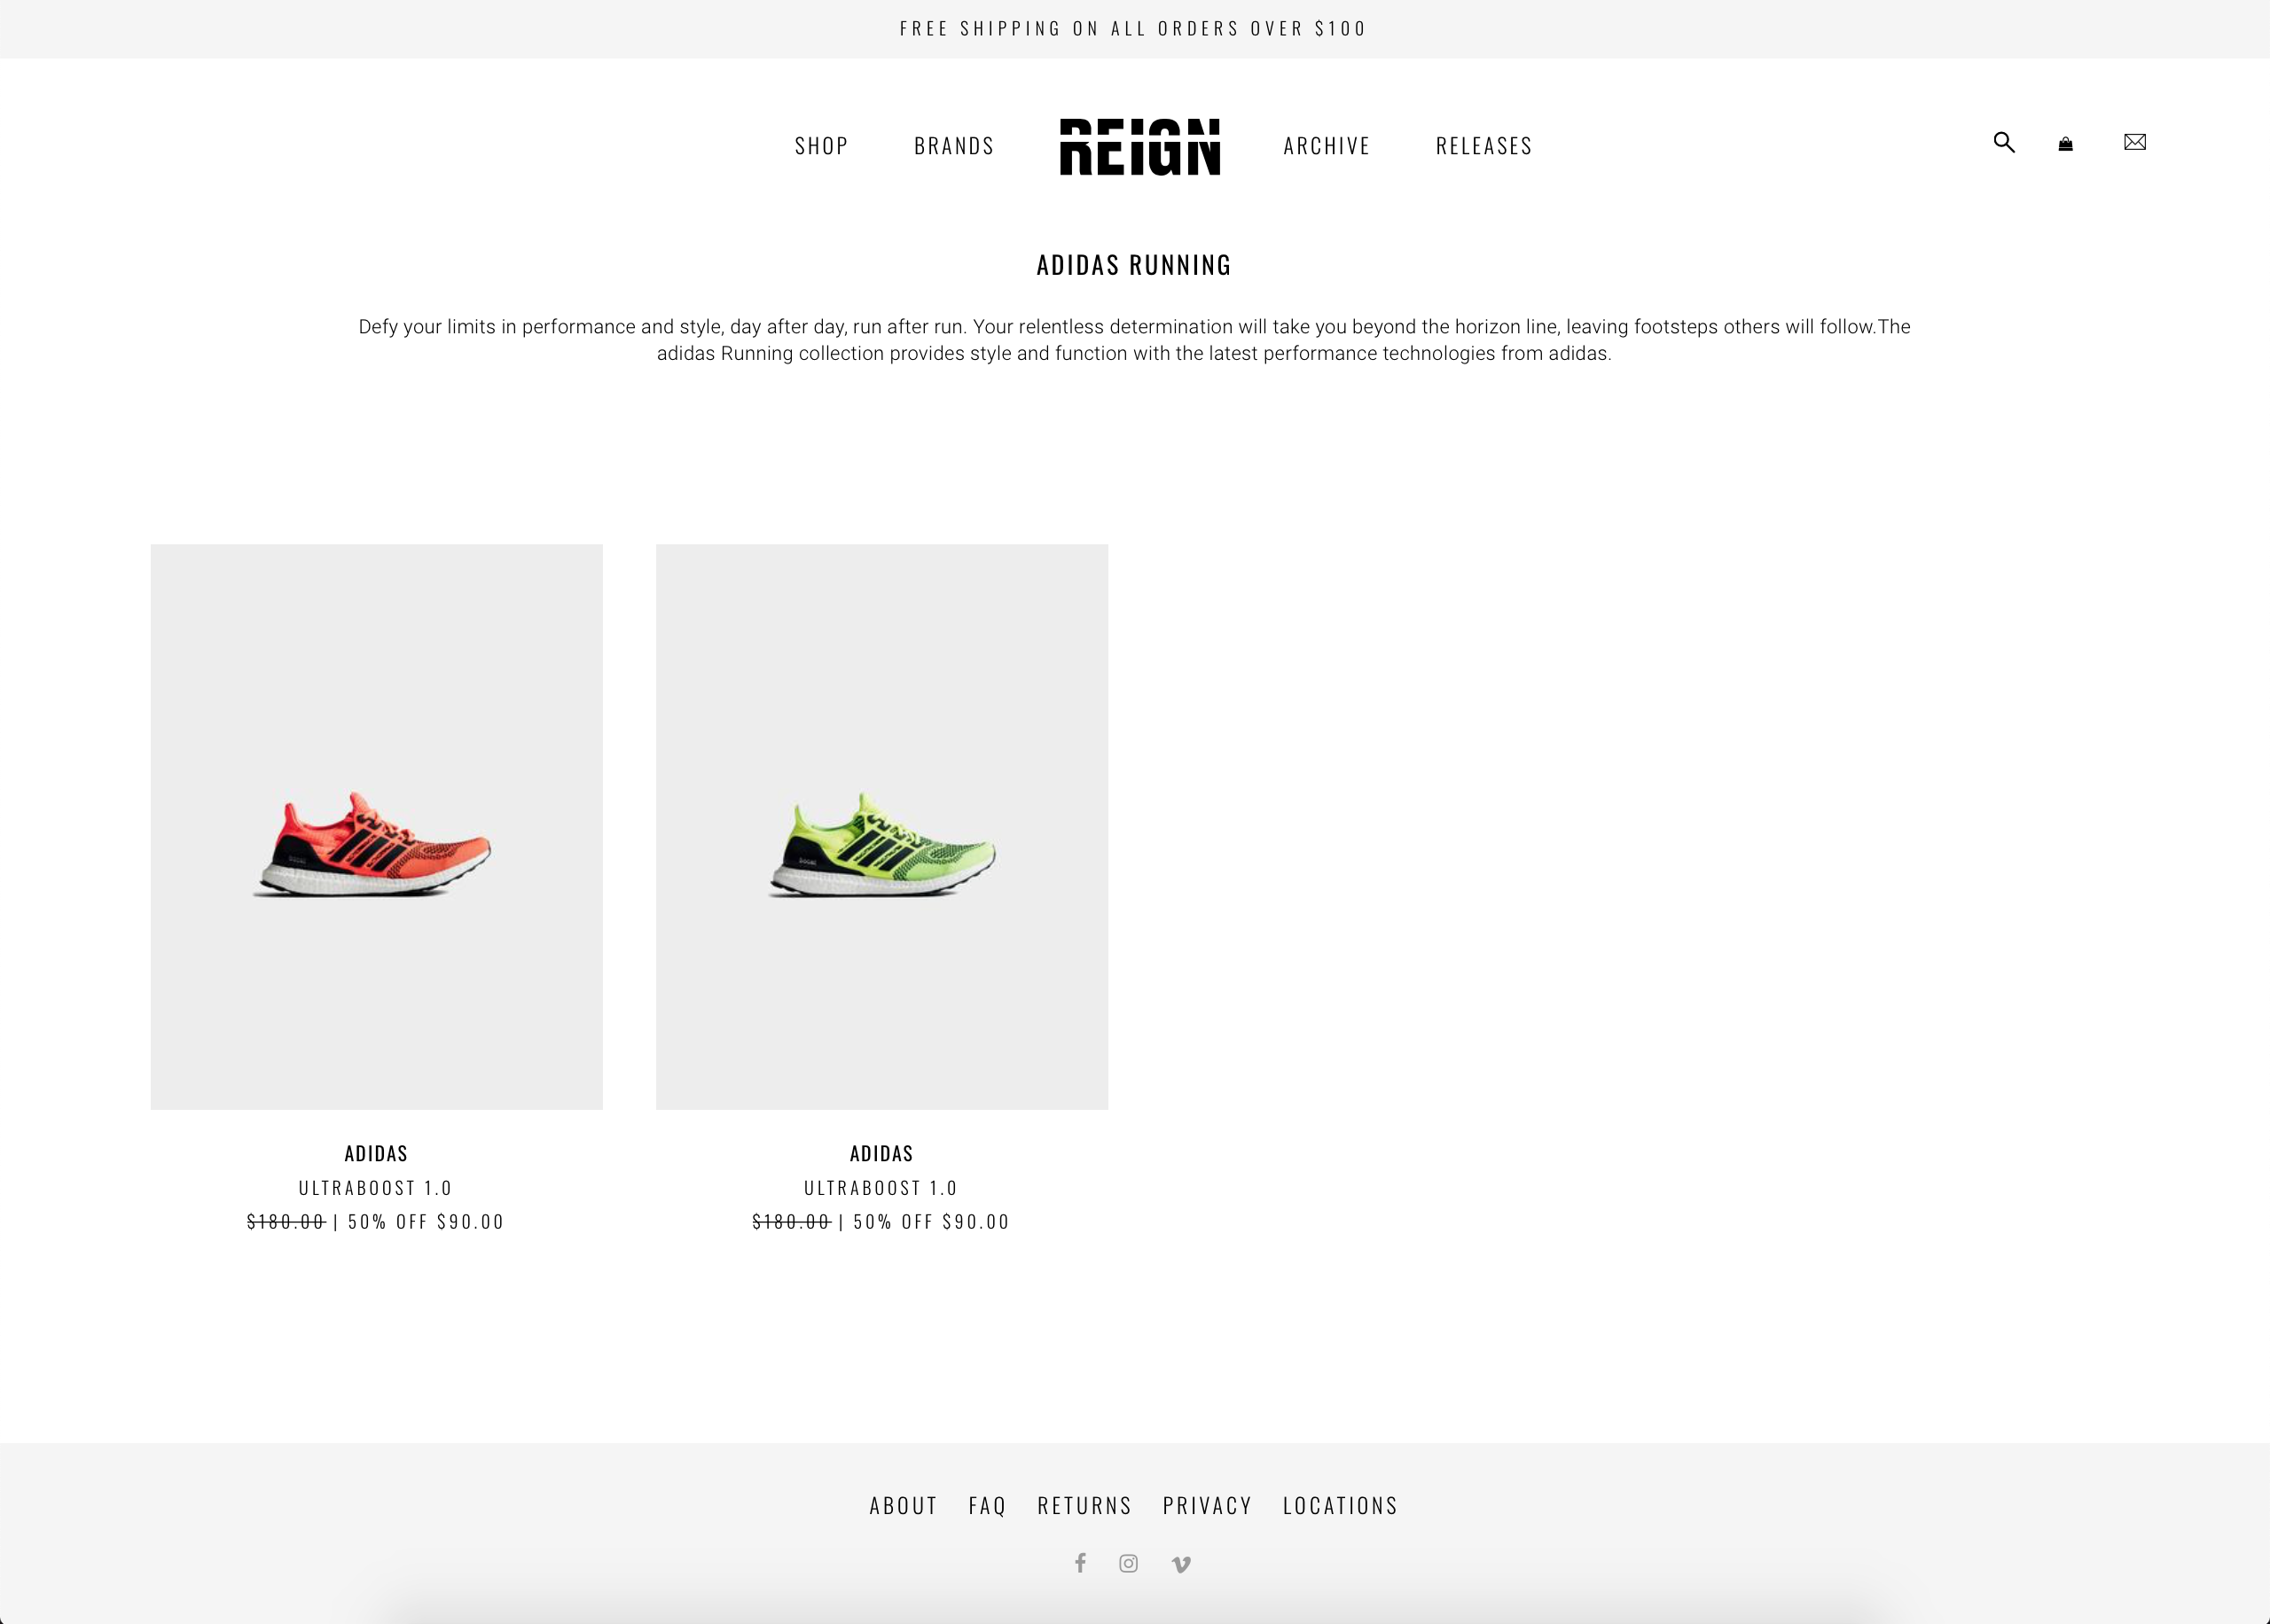 FREE SHIPPING ON ALL ORDERS OVER $100
SHOP BRANDS REIGN ARCHIVE RELEASES
ADIDAS RUNNING
Defy your limits in performance and style, day after day, run after run. Your relentless determination will take you beyond the horizon line, leaving footsteps others will follow.The
adidas Running collection provides style and function with the latest performance technologies from adidas.
ADIDAS
ULTRABOOST 1.0
$180.00 | 50% OFF $90.00
ADIDAS
ULTRABOOST 1.0
$180.00 | 50% OFF $90.00
ABOUT FAQ RETURNS PRIVACY LOCATIONS